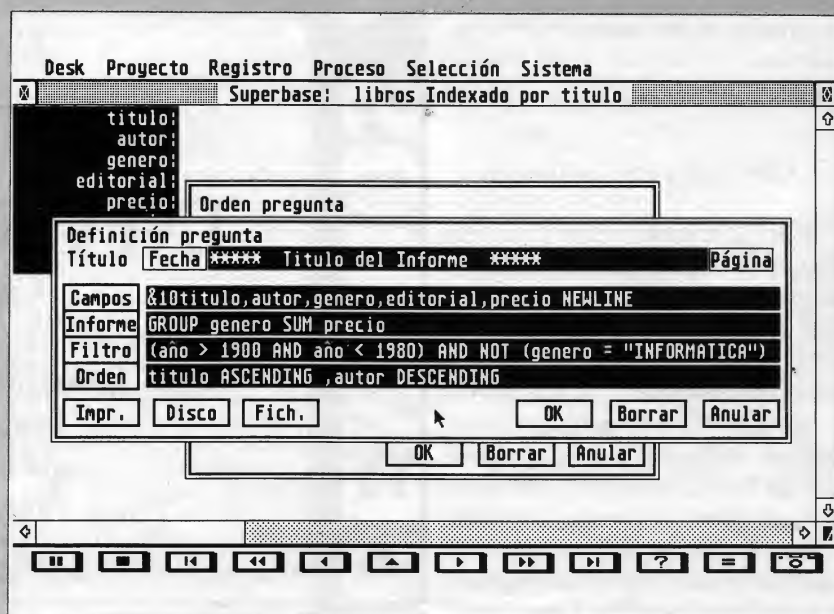 Desk Proyecto Registro Proceso Selección Sistema
Superbase: libros Indexado por titulo
titulo:
autor:
genero:
editorial:
precio:
Orden pregunta
Definición pregunta
Título Fecha ***** Titulo del Informe ***** Página
Campos &10titulo,autor,genero,editorial,precio NEWLINE
Informe GROUP genero SUM precio
Filtro (año > 1900 AND año < 1980) AND NOT (genero = "INFORMATICA")
Orden titulo ASCENDING ,autor DESCENDING
Impr. Disco Fich. OK Borrar Anular
OK Borrar Anular
? =